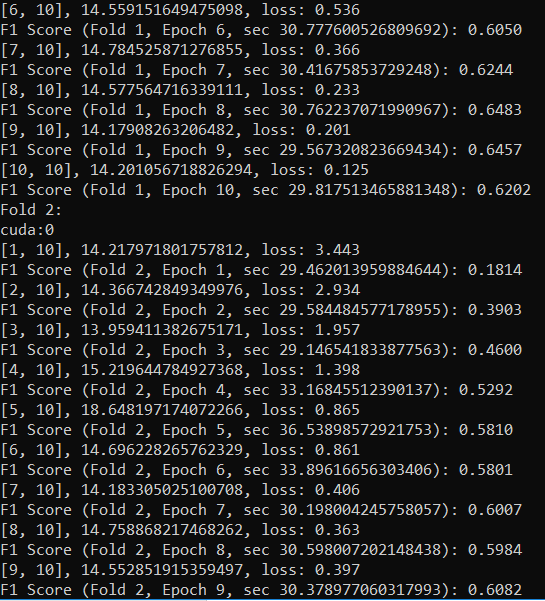 [6, 10], 14.559151649475098, loss: 0.536
F1 Score (Fold 1, Epoch 6, sec 30.777600526809692): 0.6050
[7, 10], 14.784525871276855, loss: 0.366
F1 Score (Fold 1, Epoch 7, sec 30.41675853729248): 0.6244
[8, 10], 14.577564716339111, loss: 0.233
F1 Score (Fold 1, Epoch 8, sec 30.762237071990967): 0.6483
[9, 10], 14.17908263206482, loss: 0.201
F1 Score (Fold 1, Epoch 9, sec 29.567320823669434): 0.6457
[10, 10], 14.201056718826294, loss: 0.125
F1 Score (Fold 1, Epoch 10, sec 29.817513465881348): 0.6202
Fold 2:
cuda:0
[1, 10], 14.217971801757812, loss: 3.443
F1 Score (Fold 2, Epoch 1, sec 29.462013959884644): 0.1814
[2, 10], 14.366742849349976, loss: 2.934
F1 Score (Fold 2, Epoch 2, sec 29.584484577178955): 0.3903
[3, 10], 13.959411382675171, loss: 1.957
F1 Score (Fold 2, Epoch 3, sec 29.146541833877563): 0.4600
[4, 10], 15.219644784927368, loss: 1.398
F1 Score (Fold 2, Epoch 4, sec 33.16845512390137): 0.5292
[5, 10], 18.648197174072266, loss: 0.865
F1 Score (Fold 2, Epoch 5, sec 36.53898572921753): 0.5810
[6, 10], 14.696228265762329, loss: 0.861
F1 Score (Fold 2, Epoch 6, sec 33.89616656303406): 0.5801
[7, 10], 14.183305025100708, loss: 0.406
F1 Score (Fold 2, Epoch 7, sec 30.198004245758057): 0.6007
[8, 10], 14.758868217468262, loss: 0.363
F1 Score (Fold 2, Epoch 8, sec 30.598007202148438): 0.5984
[9, 10], 14.552851915359497, loss: 0.397
F1 Score (Fold 2, Epoch 9, sec 30.378977060317993): 0.6082